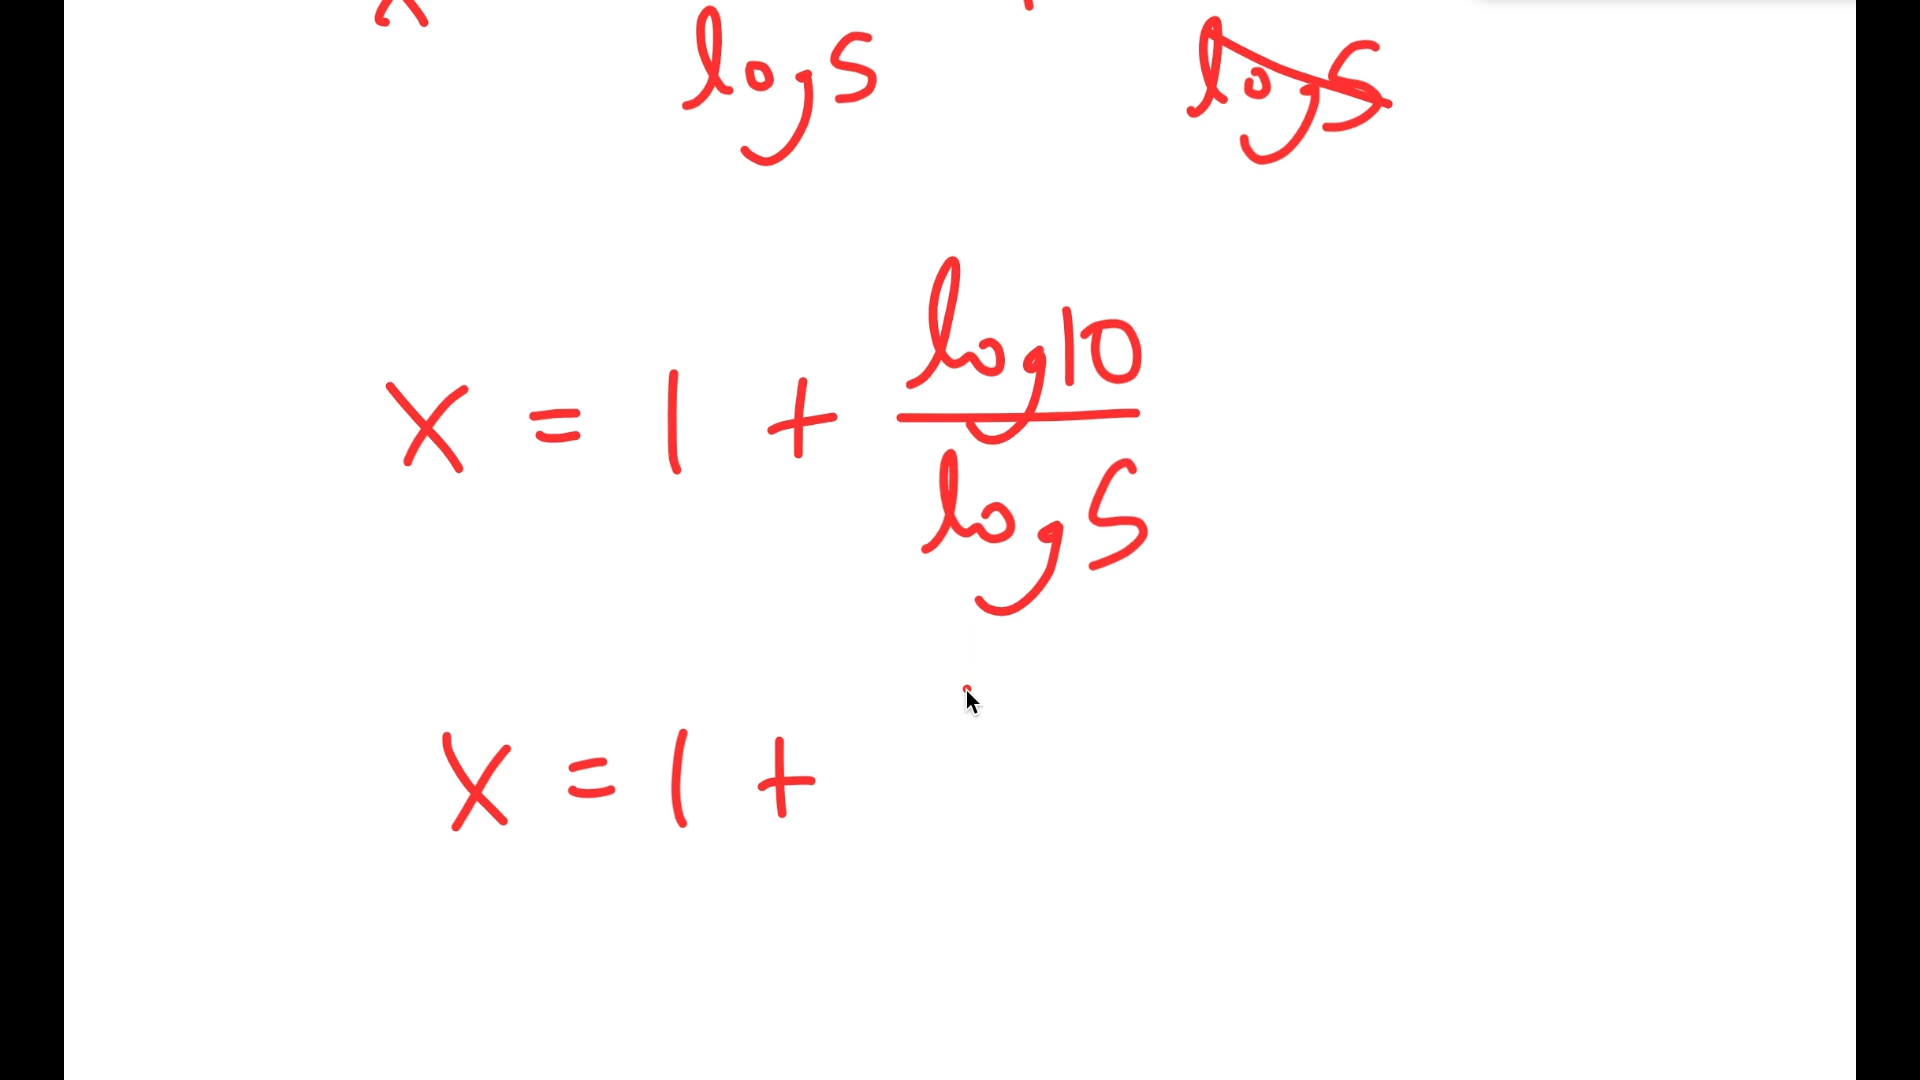 x log5 log5
x = 1 + log10
log5
x = 1 +